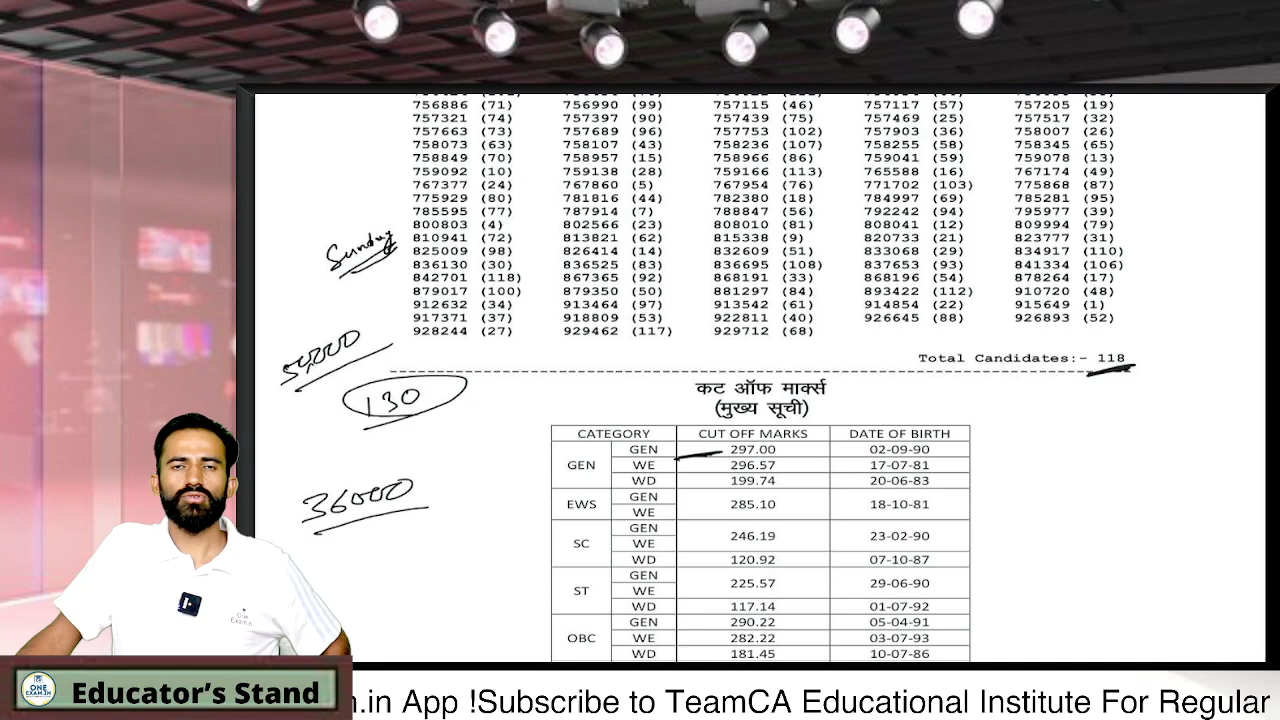 756886 (71) 756990 (99) 757115 (46) 757117 (57) 757205 (19)
757321 (74) 757397 (90) 757439 (75) 757469 (25) 757517 (32)
757663 (73) 757689 (96) 757753 (102) 757903 (36) 758007 (26)
758073 (63) 758107 (43) 758236 (107) 758255 (58) 758345 (65)
758849 (70) 758957 (15) 758966 (86) 759041 (59) 759078 (13)
759092 (10) 759138 (28) 759166 (113) 765588 (16) 767174 (49)
767377 (24) 767860 (5) 767954 (76) 771702 (103) 775868 (87)
775929 (80) 781816 (44) 782380 (18) 784997 (69) 785281 (95)
785595 (77) 787914 (7) 788847 (56) 792242 (94) 795977 (39)
800803 (4) 802566 (23) 808010 (81) 808041 (12) 809994 (79)
810941 (72) 813821 (62) 815338 (9) 820733 (21) 823777 (31)
825009 (98) 826414 (14) 832609 (51) 833068 (29) 834917 (110)
836130 (30) 836525 (83) 836695 (108) 837653 (93) 841334 (106)
842701 (118) 867365 (92) 868191 (33) 868196 (54) 878264 (17)
879017 (100) 879350 (50) 881297 (84) 893422 (112) 910720 (48)
912632 (34) 913464 (97) 913542 (61) 914854 (22) 915649 (1)
917371 (37) 918809 (53) 922811 (40) 926645 (88) 926893 (52)
928244 (27) 929462 (117) 929712 (68)
Sunday
Total Candidates:- 118
130
36000
कट ऑफ मार्क्स
(मुख्य सूची)
CATEGORY CUT OFF MARKS DATE OF BIRTH
GEN GEN 297.00 02-09-90
WE 296.57 17-07-81
WD 199.74 20-06-83
EWS GEN WE 285.10 18-10-81
SC GEN WE 246.19 23-02-90
WD 120.92 07-10-87
ST GEN WE 225.57 29-06-90
WD 117.14 01-07-92
OBC GEN 290.22 05-04-91
WE 282.22 03-07-93
WD 181.45 10-07-86
One Exam.in
ONE EXAM.IN
Educator's Stand
n.in App !Subscribe to TeamCA Educational Institute For Regular